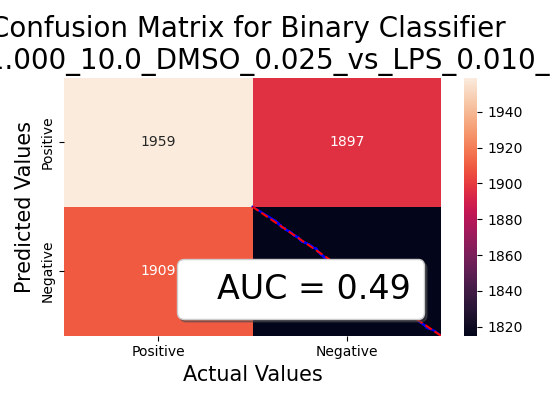 Confusion Matrix for Binary Classifier
1.000_10.0_DMSO_0.025_vs_LPS_0.010_
Predicted Values
Positive
Negative
1959
1897
1909
AUC = 0.49
Positive
Negative
Actual Values
1940
1920
1900
1880
1860
1840
1820